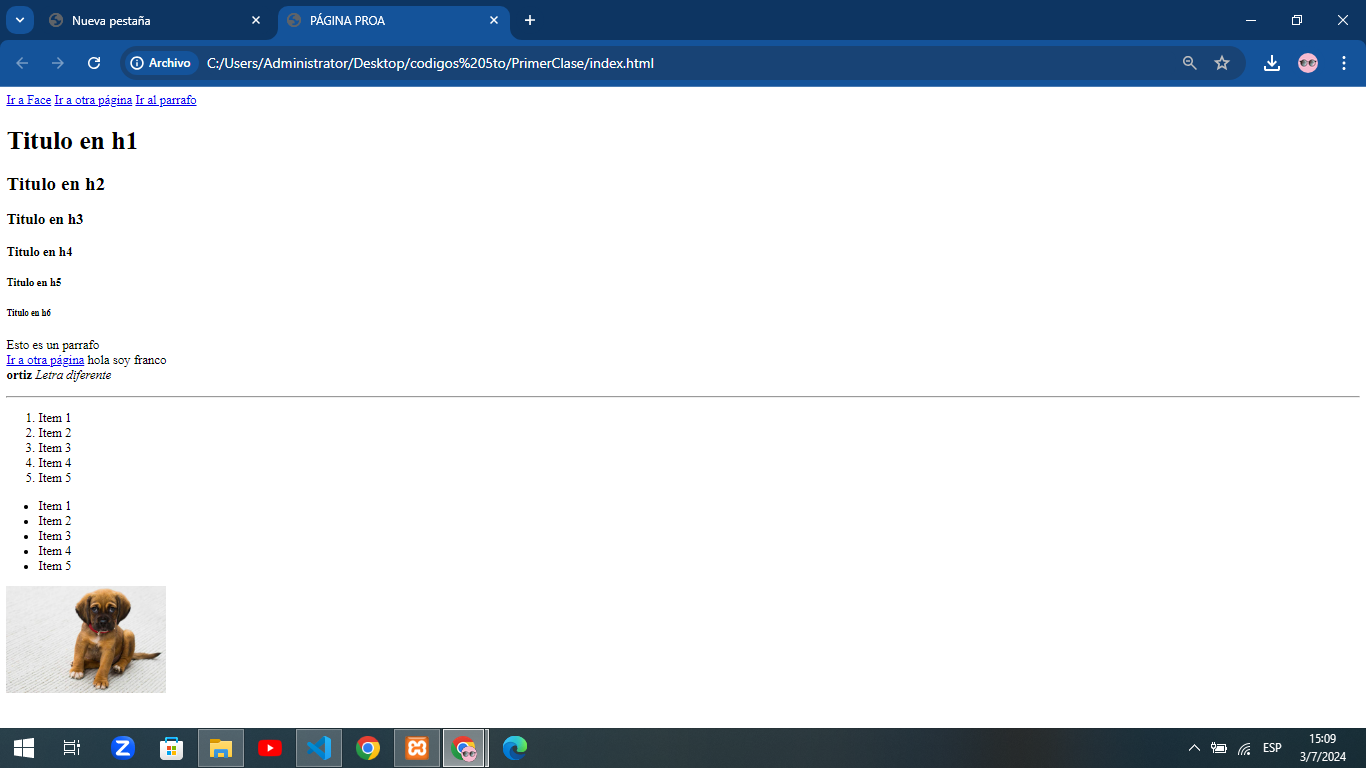 Nueva pestaña
PÁGINA PROA
Archivo
C:/Users/Administrator/Desktop/codigos%205to/PrimerClase/index.html
Ir a Face Ir a otra página Ir al parrafo
Titulo en h1
Titulo en h2
Titulo en h3
Titulo en h4
Titulo en h5
Titulo en h6
Esto es un parrafo
Ir a otra página hola soy franco
ortiz Letra diferente
1. Item 1
2. Item 2
3. Item 3
4. Item 4
5. Item 5
• Item 1
• Item 2
• Item 3
• Item 4
• Item 5
ESP
15:09
3/7/2024